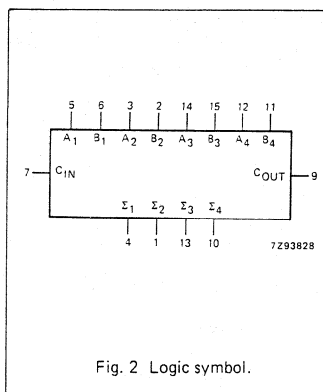 5 6 3 2 14 15 12 11
A1 B1 A2 B2 A3 B3 A4 B4
7 CIN COUT 9
Σ1 Σ2 Σ3 Σ4
4 1 13 10
7Z93828
Fig. 2 Logic symbol.